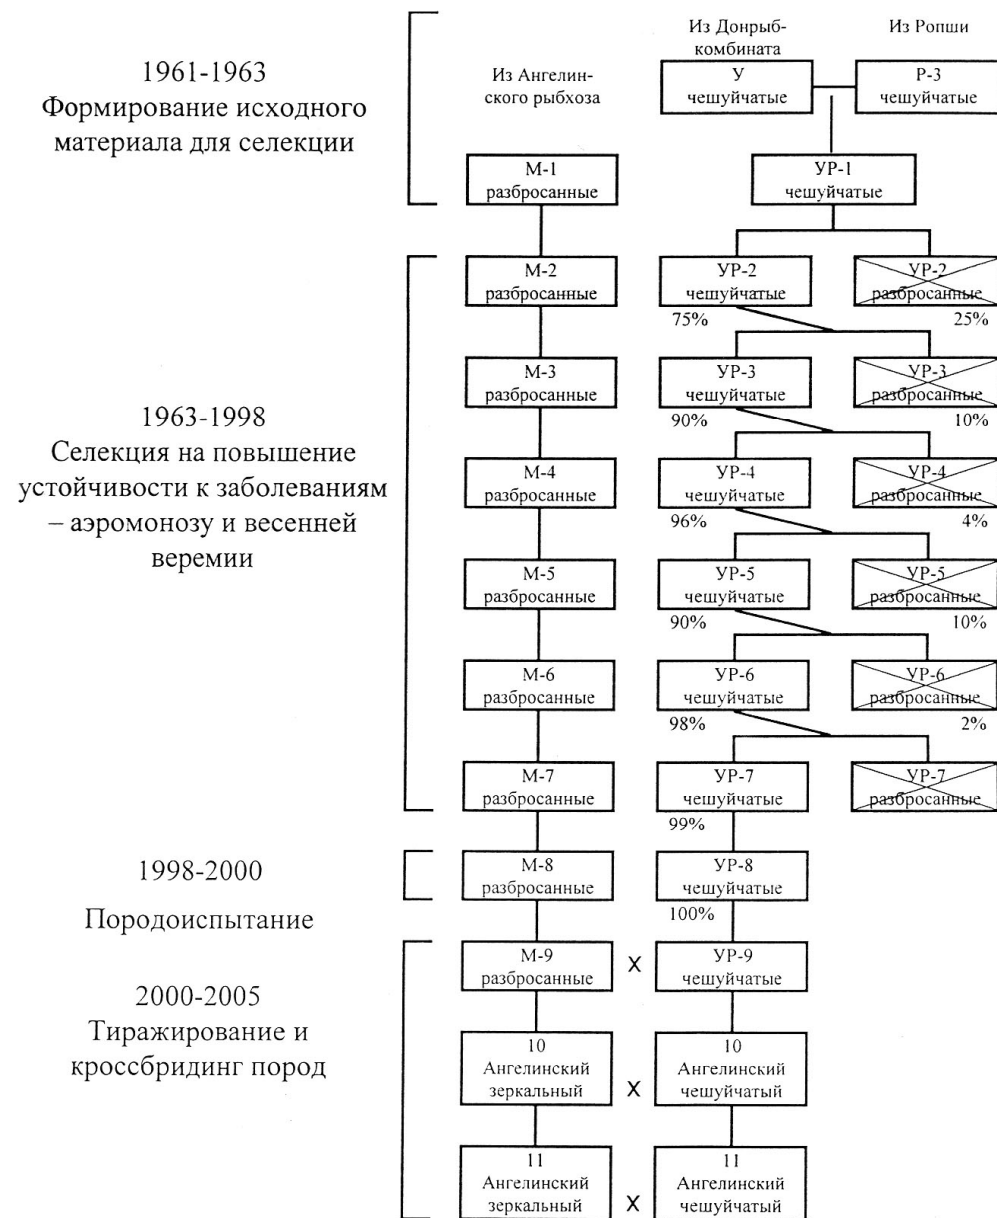 1961-1963
Формирование исходного
материала для селекции
Из Ангелин-
ского рыбхоза
Из Донрыб-
комбината
Из Ропши
У
чешуйчатые
Р-3
чешуйчатые
М-1
разбросанные
УР-1
чешуйчатые
1963-1998
Селекция на повышение
устойчивости к заболеваниям
– аэромонозу и весенней
веремии
М-2
разбросанные
УР-2
чешуйчатые
УР-2
разбросанные
75%
25%
М-3
разбросанные
УР-3
чешуйчатые
УР-3
разбросанные
90%
10%
М-4
разбросанные
УР-4
чешуйчатые
УР-4
разбросанные
96%
4%
М-5
разбросанные
УР-5
чешуйчатые
УР-5
разбросанные
90%
10%
М-6
разбросанные
УР-6
чешуйчатые
УР-6
разбросанные
98%
2%
М-7
разбросанные
УР-7
чешуйчатые
УР-7
разбросанные
99%
1998-2000
Породоиспытание
М-8
разбросанные
УР-8
чешуйчатые
100%
2000-2005
Тиражирование и
кроссбридинг пород
М-9
разбросанные
X
УР-9
чешуйчатые
10
Ангелинский
зеркальный
X
10
Ангелинский
чешуйчатый
11
Ангелинский
зеркальный
X
11
Ангелинский
чешуйчатый